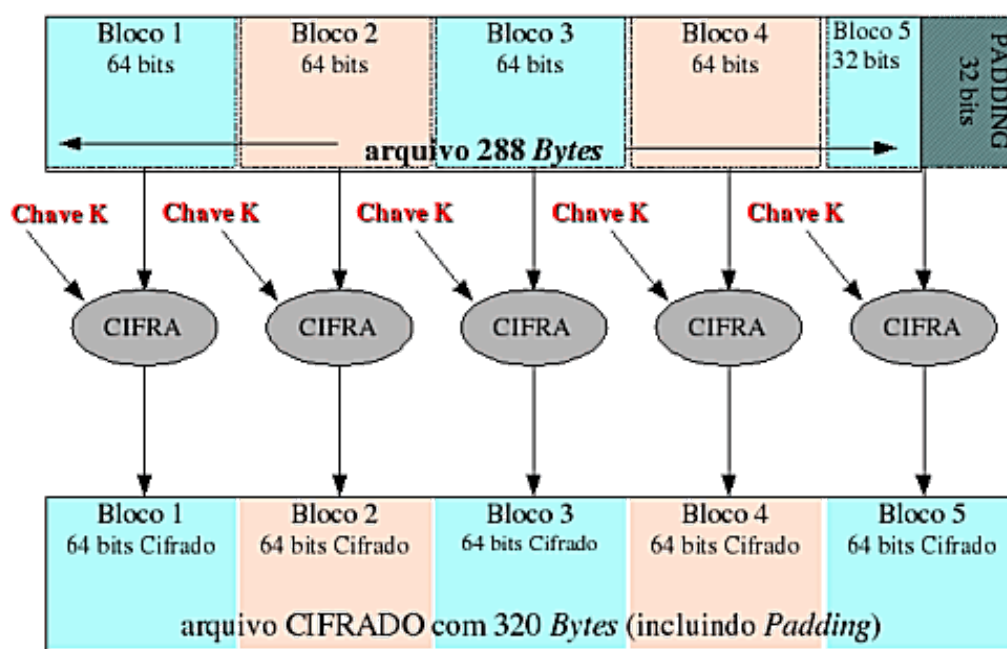 Bloco 1
64 bits
Bloco 2
64 bits
Bloco 3
64 bits
Bloco 4
64 bits
Bloco 5
32 bits
PADDING
32 bits
arquivo 288 Bytes
Chave K
Chave K
Chave K
Chave K
Chave K
CIFRA
CIFRA
CIFRA
CIFRA
CIFRA
Bloco 1
64 bits Cifrado
Bloco 2
64 bits Cifrado
Bloco 3
64 bits Cifrado
Bloco 4
64 bits Cifrado
Bloco 5
64 bits Cifrado
arquivo CIFRADO com 320 Bytes (incluindo Padding)